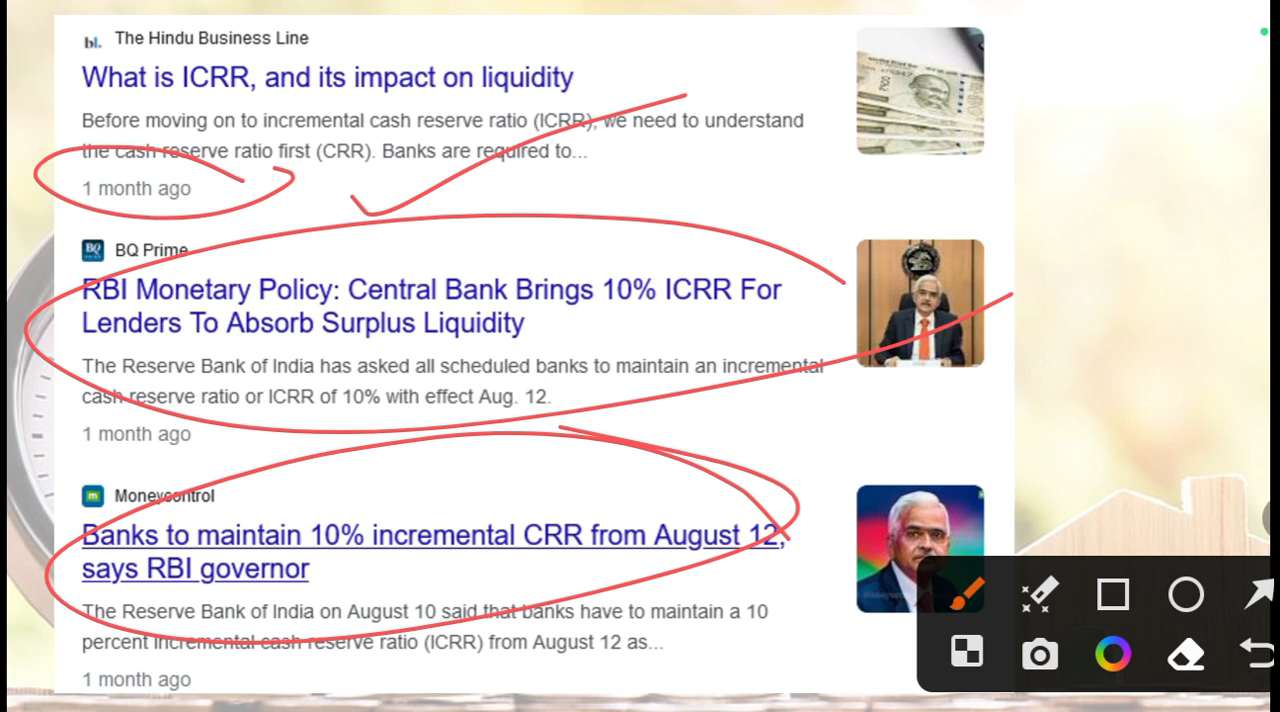 bl. The Hindu Business Line
What is ICRR, and its impact on liquidity
Before moving on to incremental cash reserve ratio (ICRR), we need to understand
the cash reserve ratio first (CRR). Banks are required to...
1 month ago
BQ BQ Prime
RBI Monetary Policy: Central Bank Brings 10% ICRR For
Lenders To Absorb Surplus Liquidity
The Reserve Bank of India has asked all scheduled banks to maintain an incremental
cash reserve ratio or ICRR of 10% with effect Aug. 12.
1 month ago
m Moneycontrol
Banks to maintain 10% incremental CRR from August 12,
says RBI governor
The Reserve Bank of India on August 10 said that banks have to maintain a 10
percent incremental cash reserve ratio (ICRR) from August 12 as...
1 month ago